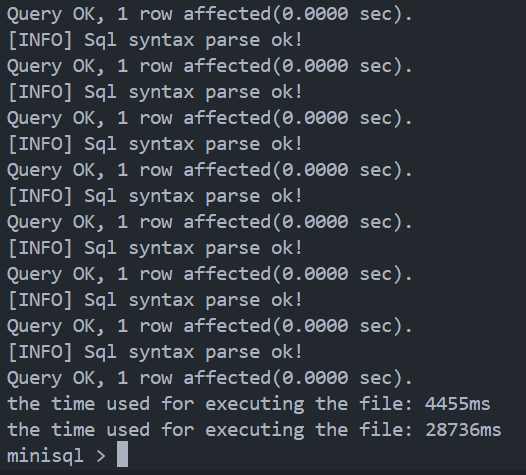 Query OK, 1 row affected(0.0000 sec).
[INFO] Sql syntax parse ok!
Query OK, 1 row affected(0.0000 sec).
[INFO] Sql syntax parse ok!
Query OK, 1 row affected(0.0000 sec).
[INFO] Sql syntax parse ok!
Query OK, 1 row affected(0.0000 sec).
[INFO] Sql syntax parse ok!
Query OK, 1 row affected(0.0000 sec).
[INFO] Sql syntax parse ok!
Query OK, 1 row affected(0.0000 sec).
[INFO] Sql syntax parse ok!
Query OK, 1 row affected(0.0000 sec).
[INFO] Sql syntax parse ok!
Query OK, 1 row affected(0.0000 sec).
the time used for executing the file: 4455ms
the time used for executing the file: 28736ms
minisql >